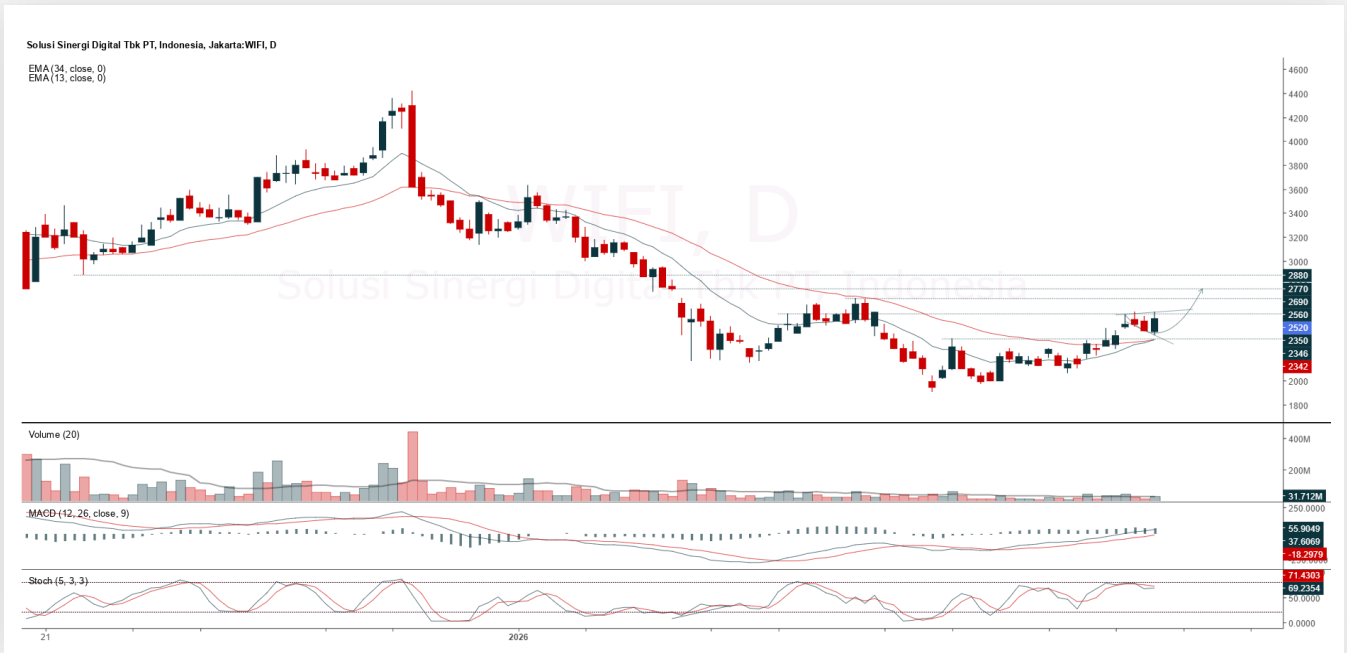 Solusi Sinergi Digital Tbk PT, Indonesia, Jakarta:WIFI, D
EMA (34, close, 0)
EMA (13, close, 0)
WIFI, D
Solusi Sinergi Digital Tbk PT, Indonesia
4600
4400
4200
4000
3800
3600
3400
3200
3000
2880
2770
2690
2560
2520
2350
2346
2342
2000
1800
Volume (20)
400M
200M
31.712M
MACD (12, 26, close, 9)
250.0000
55.9049
37.6069
-18.2979
Stoch (5, 3, 3)
71.4303
69.2354
50.0000
0.0000
21
2026